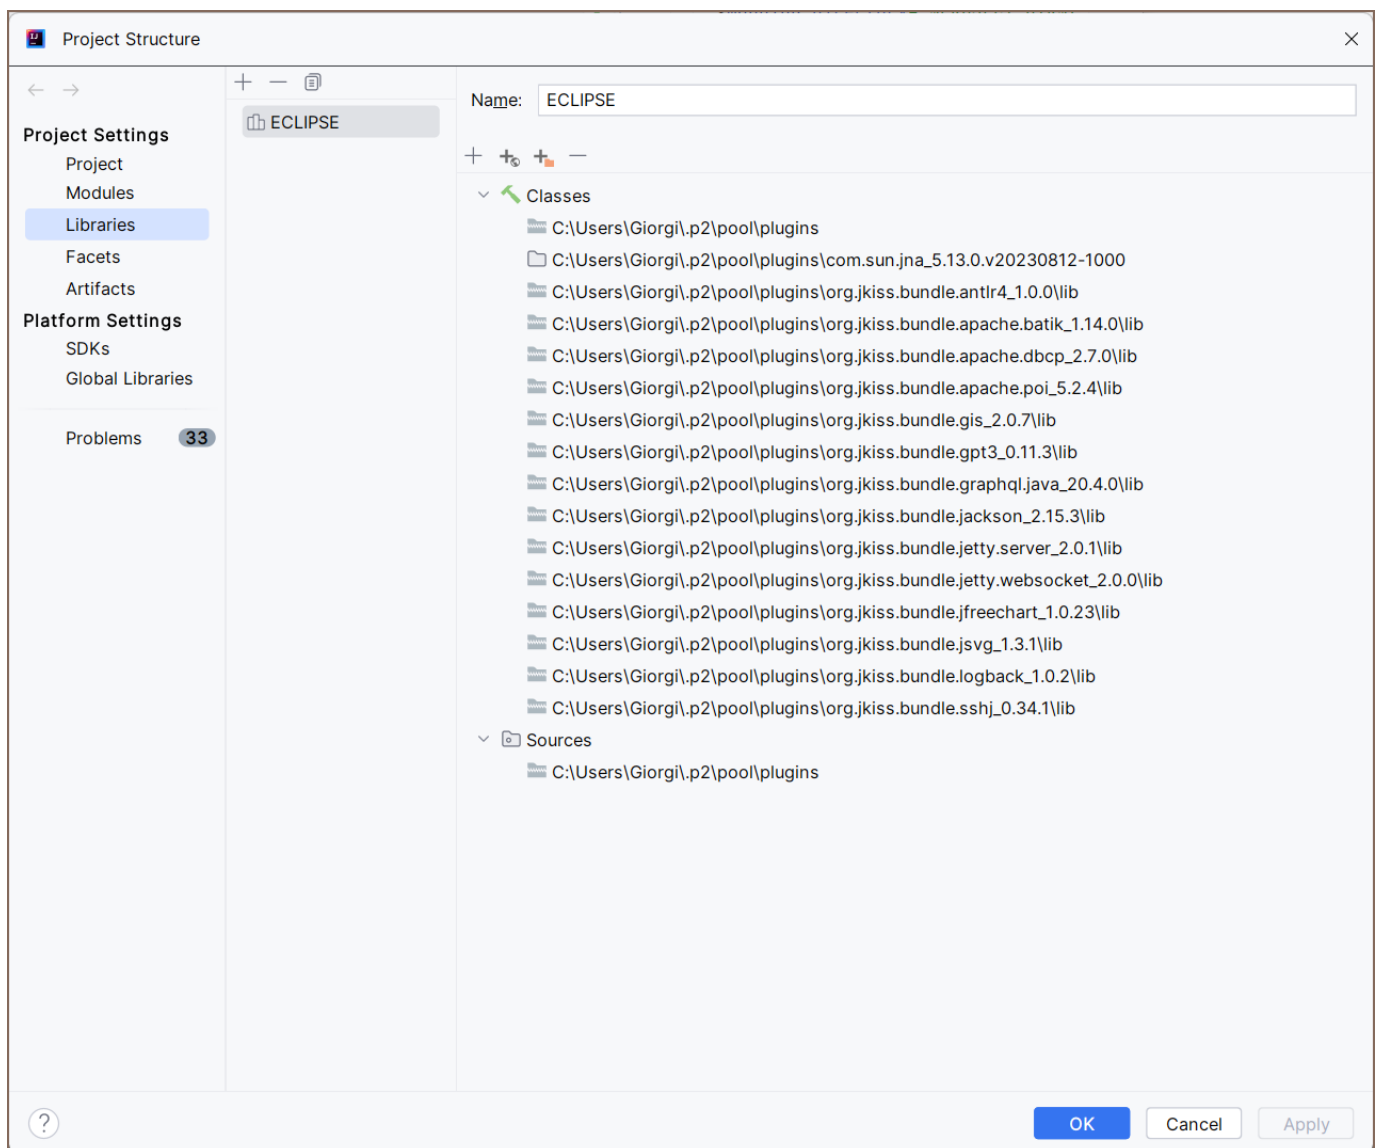 Project Structure
Project Settings
Project
Modules
Libraries
Facets
Artifacts
Platform Settings
SDKs
Global Libraries
Problems 33
ECLIPSE
Name: ECLIPSE
Classes
C:\Users\Giorgi\.p2\pool\plugins
C:\Users\Giorgi\.p2\pool\plugins\com.sun.jna_5.13.0.v20230812-1000
C:\Users\Giorgi\.p2\pool\plugins\org.jkiss.bundle.antlr4_1.0.0\lib
C:\Users\Giorgi\.p2\pool\plugins\org.jkiss.bundle.apache.batik_1.14.0\lib
C:\Users\Giorgi\.p2\pool\plugins\org.jkiss.bundle.apache.dbcp_2.7.0\lib
C:\Users\Giorgi\.p2\pool\plugins\org.jkiss.bundle.apache.poi_5.2.4\lib
C:\Users\Giorgi\.p2\pool\plugins\org.jkiss.bundle.gis_2.0.7\lib
C:\Users\Giorgi\.p2\pool\plugins\org.jkiss.bundle.gpt3_0.11.3\lib
C:\Users\Giorgi\.p2\pool\plugins\org.jkiss.bundle.graphql.java_20.4.0\lib
C:\Users\Giorgi\.p2\pool\plugins\org.jkiss.bundle.jackson_2.15.3\lib
C:\Users\Giorgi\.p2\pool\plugins\org.jkiss.bundle.jetty.server_2.0.1\lib
C:\Users\Giorgi\.p2\pool\plugins\org.jkiss.bundle.jetty.websocket_2.0.0\lib
C:\Users\Giorgi\.p2\pool\plugins\org.jkiss.bundle.jfreechart_1.0.23\lib
C:\Users\Giorgi\.p2\pool\plugins\org.jkiss.bundle.jsvg_1.3.1\lib
C:\Users\Giorgi\.p2\pool\plugins\org.jkiss.bundle.logback_1.0.2\lib
C:\Users\Giorgi\.p2\pool\plugins\org.jkiss.bundle.sshj_0.34.1\lib
Sources
C:\Users\Giorgi\.p2\pool\plugins
? OK Cancel Apply